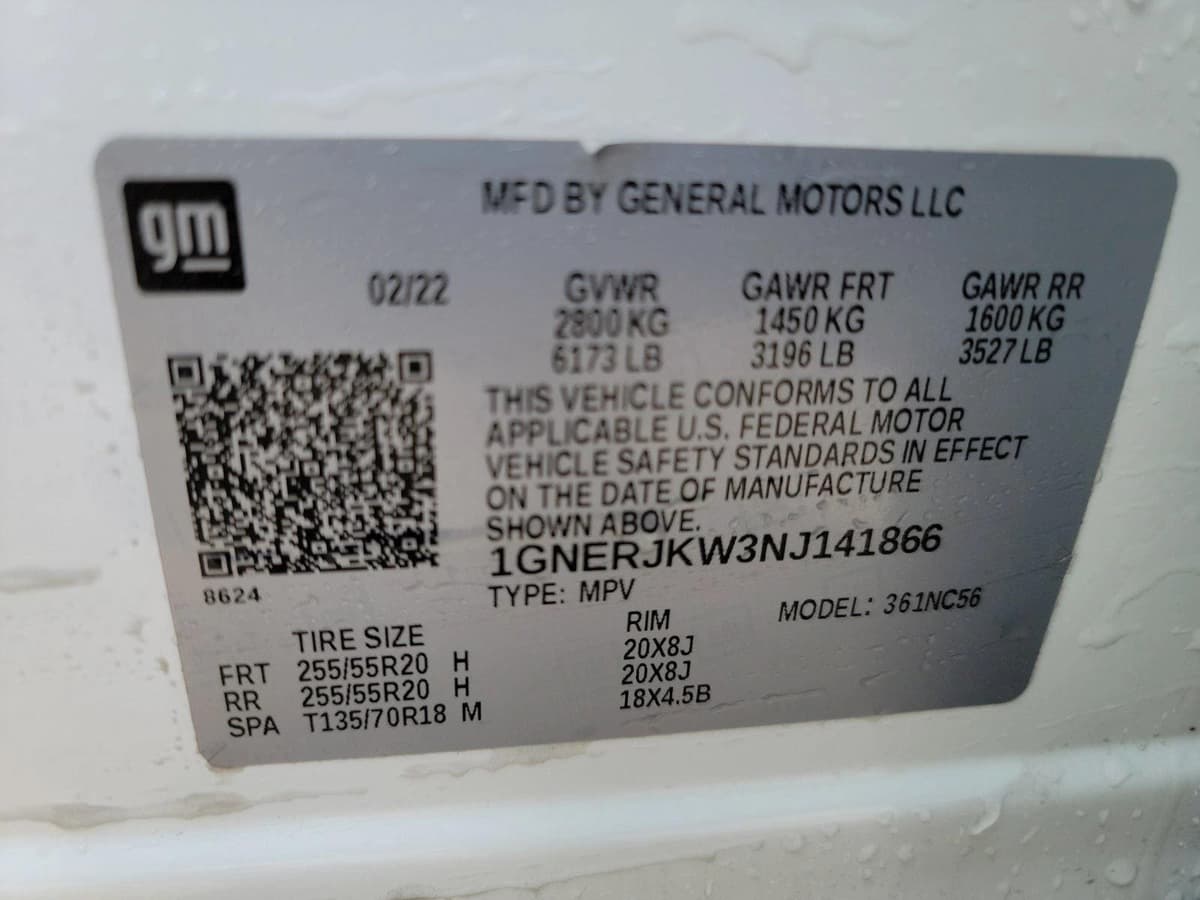 gm
MFD BY GENERAL MOTORS LLC
02/22
GVWR GAWR FRT GAWR RR
2800 KG 1450 KG 1600 KG
6173 LB 3196 LB 3527 LB
THIS VEHICLE CONFORMS TO ALL
APPLICABLE U.S. FEDERAL MOTOR
VEHICLE SAFETY STANDARDS IN EFFECT
ON THE DATE OF MANUFACTURE
SHOWN ABOVE.
1GNERJKW3NJ141866
8624
TYPE: MPV MODEL: 361NC56
TIRE SIZE RIM
FRT 255/55R20 H 20X8J
RR 255/55R20 H 20X8J
SPA T135/70R18 M 18X4.5B